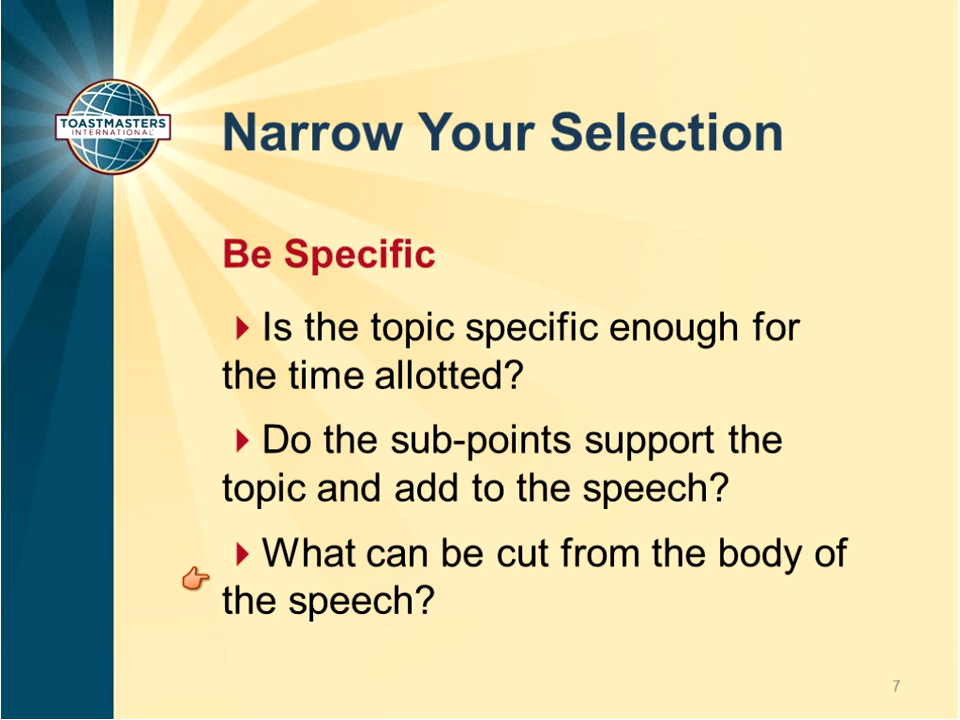 TOASTMASTERS
INTERNATIONAL
Narrow Your Selection
Be Specific
Is the topic specific enough for
the time allotted?
Do the sub-points support the
topic and add to the speech?
What can be cut from the body of
the speech?
7